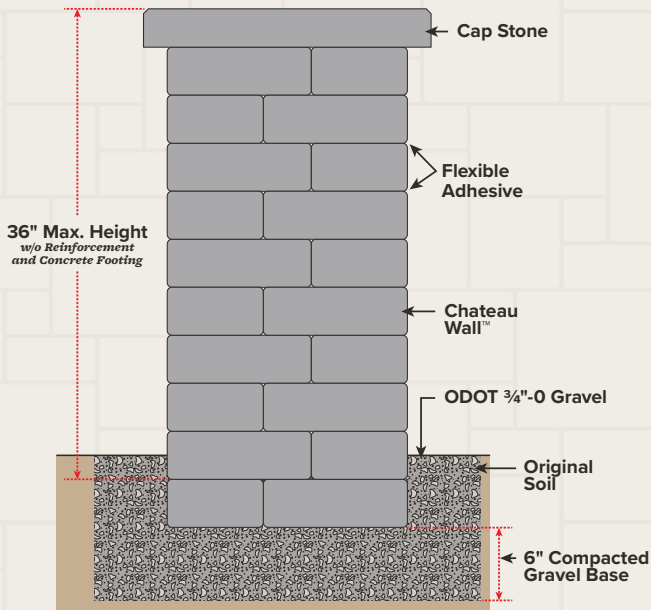 Cap Stone
Flexible
Adhesive
36" Max. Height
w/o Reinforcement
and Concrete Footing
Chateau
Wall™
ODOT ¾"-0 Gravel
Original
Soil
6" Compacted
Gravel Base